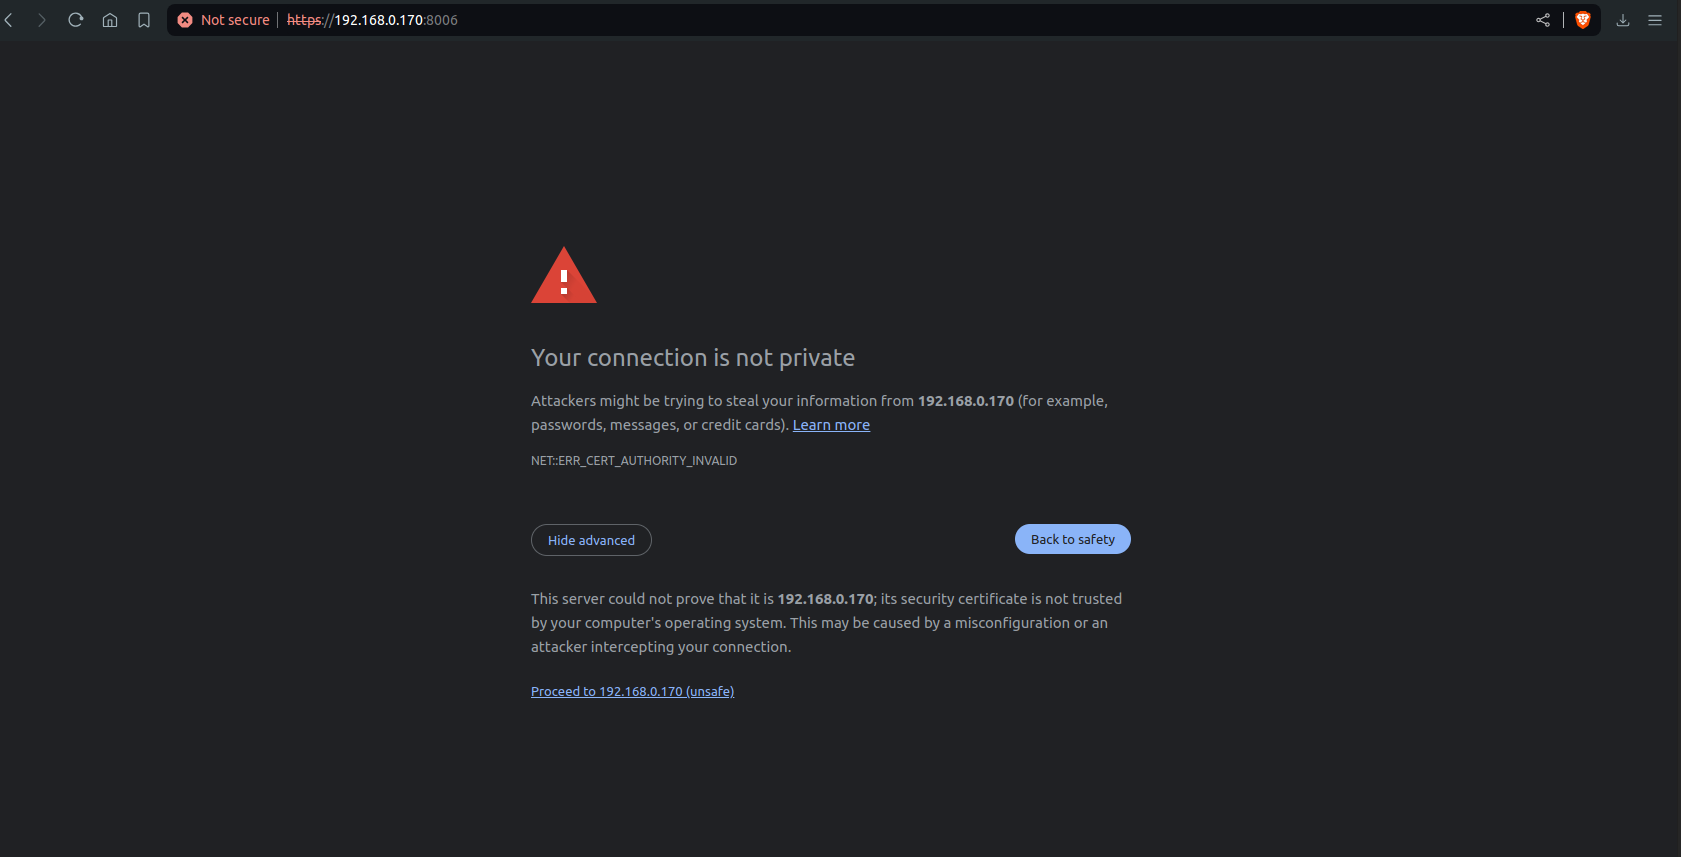 Not secure https://192.168.0.170:8006
Your connection is not private
Attackers might be trying to steal your information from 192.168.0.170 (for example,
passwords, messages, or credit cards). Learn more
NET::ERR_CERT_AUTHORITY_INVALID
Hide advanced Back to safety
This server could not prove that it is 192.168.0.170; its security certificate is not trusted
by your computer's operating system. This may be caused by a misconfiguration or an
attacker intercepting your connection.
Proceed to 192.168.0.170 (unsafe)